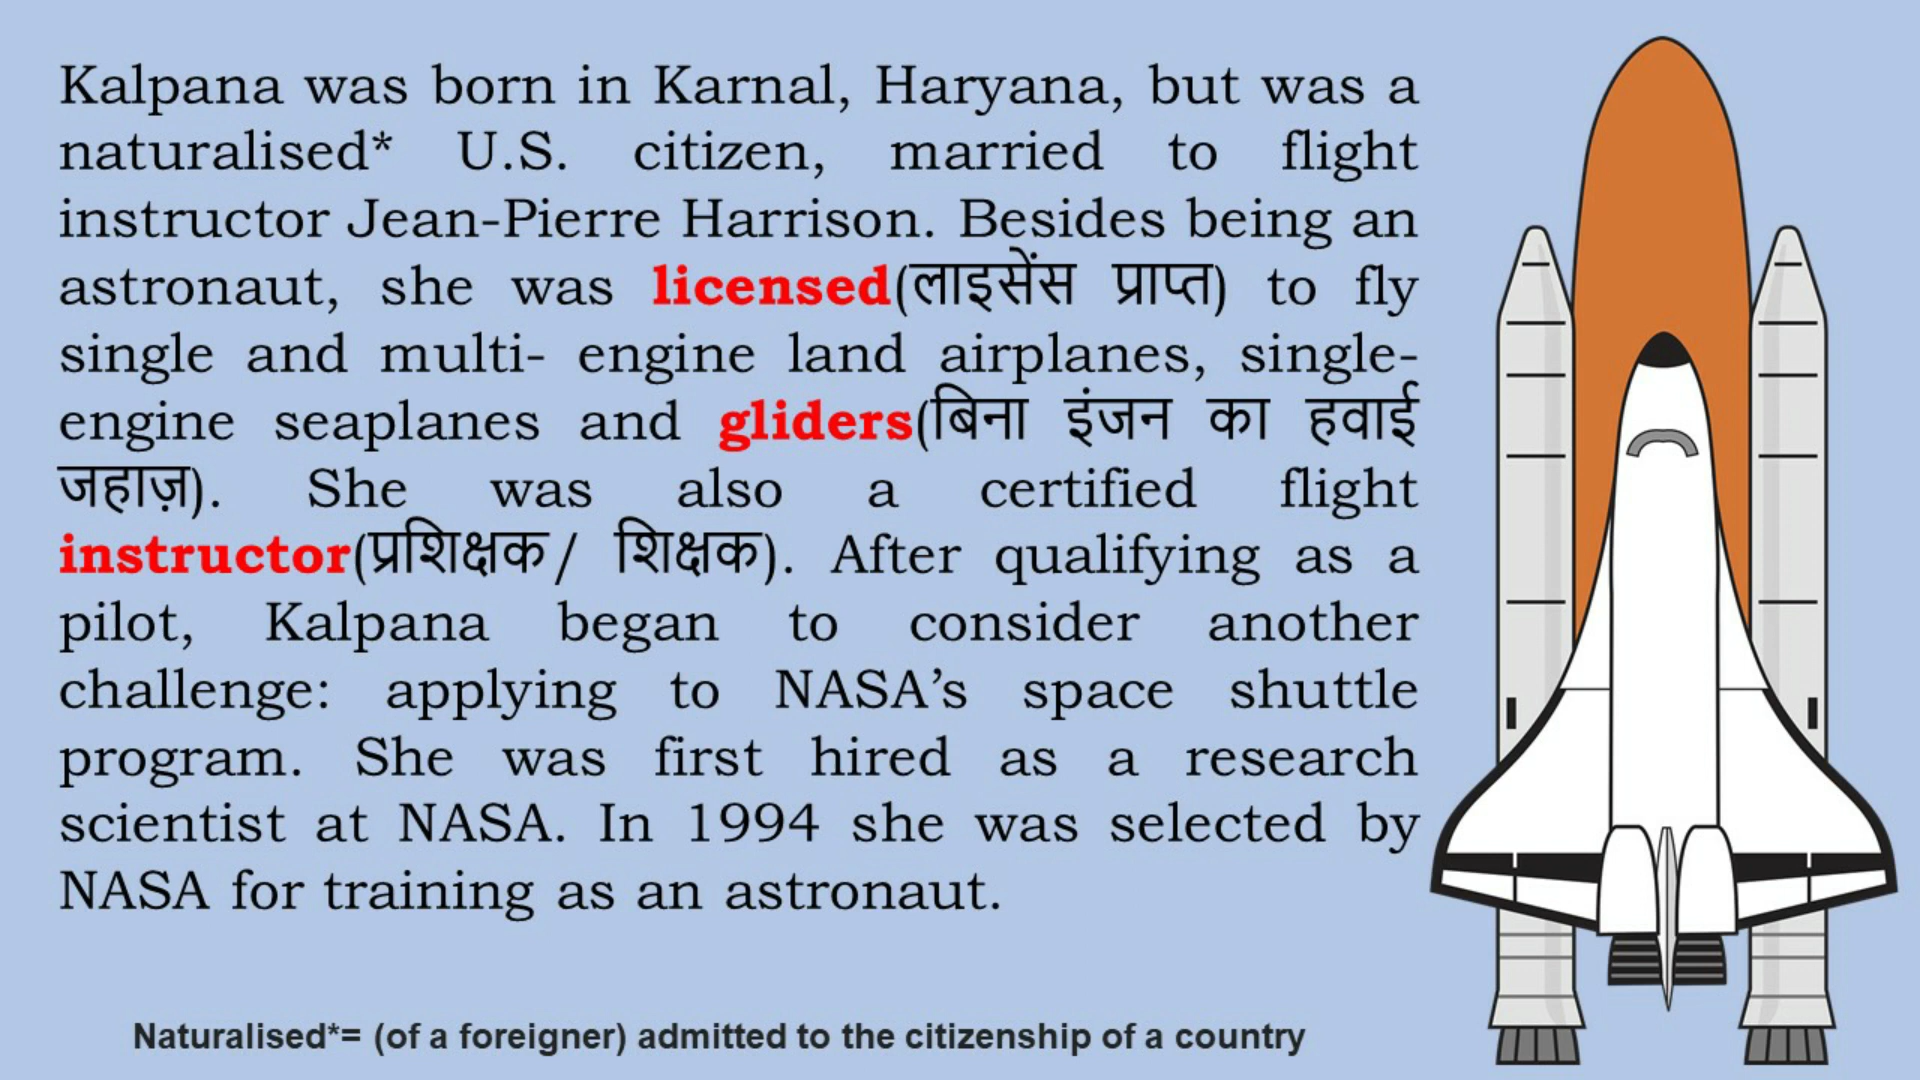 Kalpana was born in Karnal, Haryana, but was a
naturalised* U.S. citizen, married to flight
instructor Jean-Pierre Harrison. Besides being an
astronaut, she was licensed(लाइसेंस प्राप्त) to fly
single and multi- engine land airplanes, single-
engine seaplanes and gliders(बिना इंजन का हवाई
जहाज़). She was also a certified flight
instructor(प्रशिक्षक/ शिक्षक). After qualifying as a
pilot, Kalpana began to consider another
challenge: applying to NASA’s space shuttle
program. She was first hired as a research
scientist at NASA. In 1994 she was selected by
NASA for training as an astronaut.
Naturalised*= (of a foreigner) admitted to the citizenship of a country